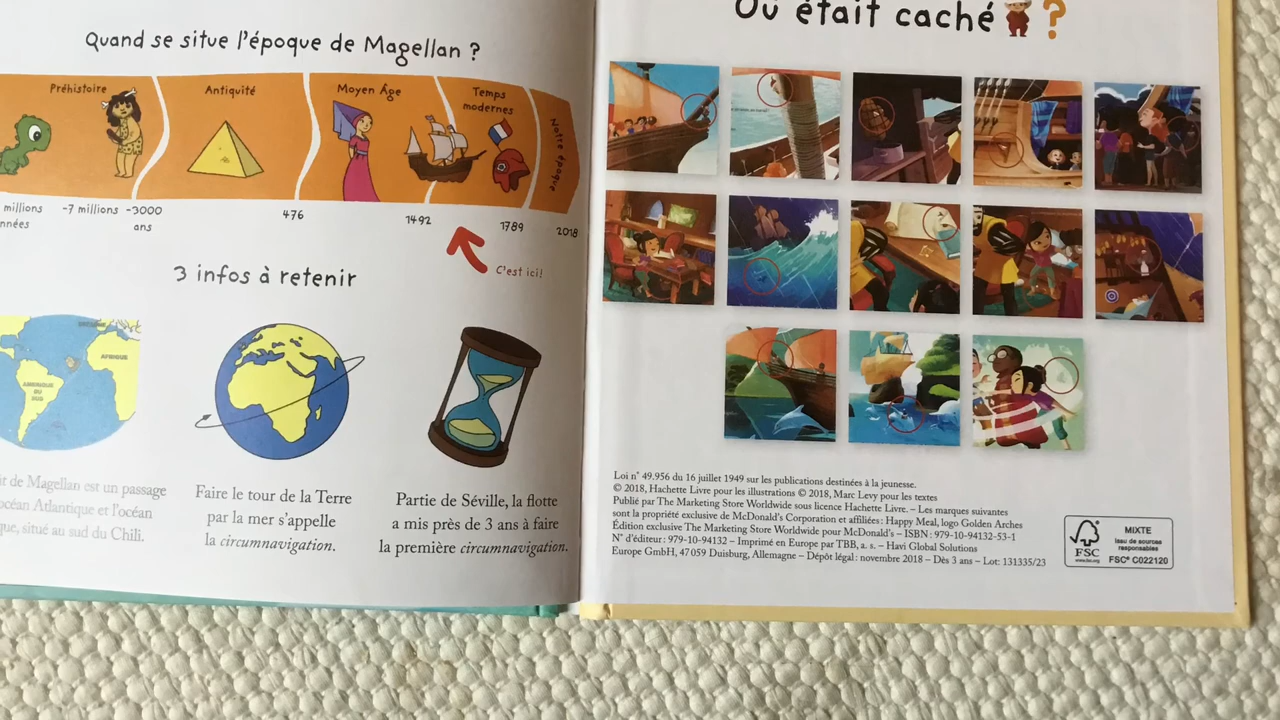 Quand se situe l'époque de Magellan ?
Préhistoire
Antiquité
Moyen Âge
Temps
modernes
Notre époque
millions
-7 millions
-3000
ans
476
1492
1789
2018
C'est ici!
3 infos à retenir
AFRIQUE
AMÉRIQUE
DU
SUD
it de Magellan est un passage
océan Atlantique et l'océan
que, situé au sud du Chili.
Faire le tour de la Terre
par la mer s'appelle
la circumnavigation.
Partie de Séville, la flotte
a mis près de 3 ans à faire
la première circumnavigation.
Où était caché ?
Loi n° 49.956 du 16 juillet 1949 sur les publications destinées à la jeunesse.
© 2018, Hachette Livre pour les illustrations © 2018, Marc Levy pour les textes
Publié par The Marketing Store Worldwide sous licence Hachette Livre. – Les marques suivantes
sont la propriété exclusive de McDonald's Corporation et affiliées : Happy Meal, logo Golden Arches
Édition exclusive The Marketing Store Worldwide pour McDonald's – ISBN : 979-10-94132-53-1
N° d'éditeur : 979-10-94132 – Imprimé en Europe par TBB, a. s. – Havi Global Solutions
Europe GmbH, 47059 Duisburg, Allemagne – Dépôt légal : novembre 2018 – Dès 3 ans – Lot: 131335/23
FSC
www.fsc.org
MIXTE
Issu de sources
responsables
FSC® C022120